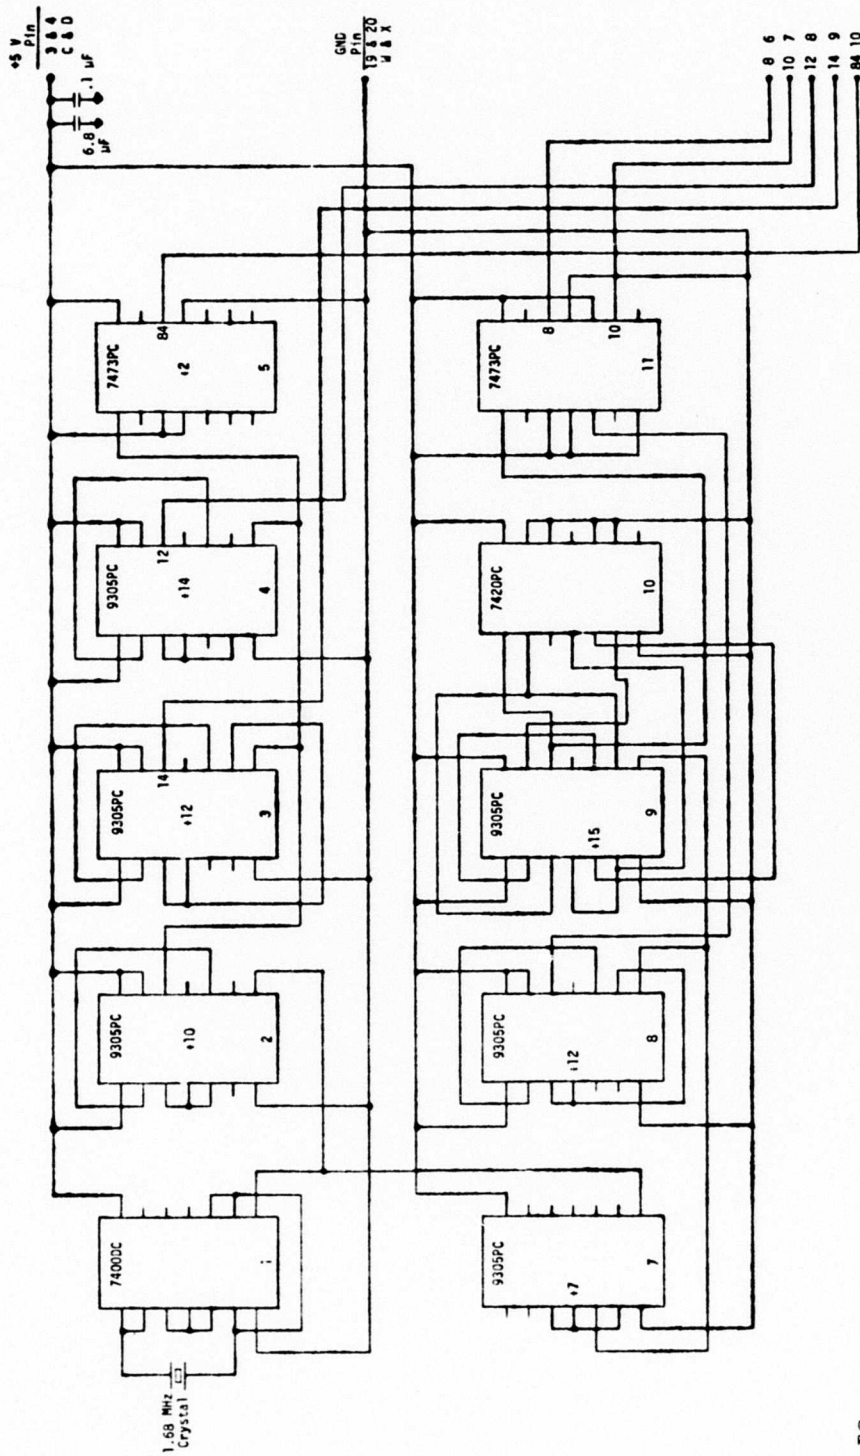 +5 V
Pin
3 & 4
C & D
.1 µF
6.8
µF
GND
Pin
19 & 20
W & X
1.68 MHz
Crystal
7400DC
9305PC
+10
2
9305PC
14
+12
3
9305PC
12
+14
4
7473PC
84
+2
5
9305PC
+7
7
9305PC
+12
8
9305PC
+15
9
7420PC
10
7473PC
8
10
11
8 6
10 7
12 8
14 9
84 10